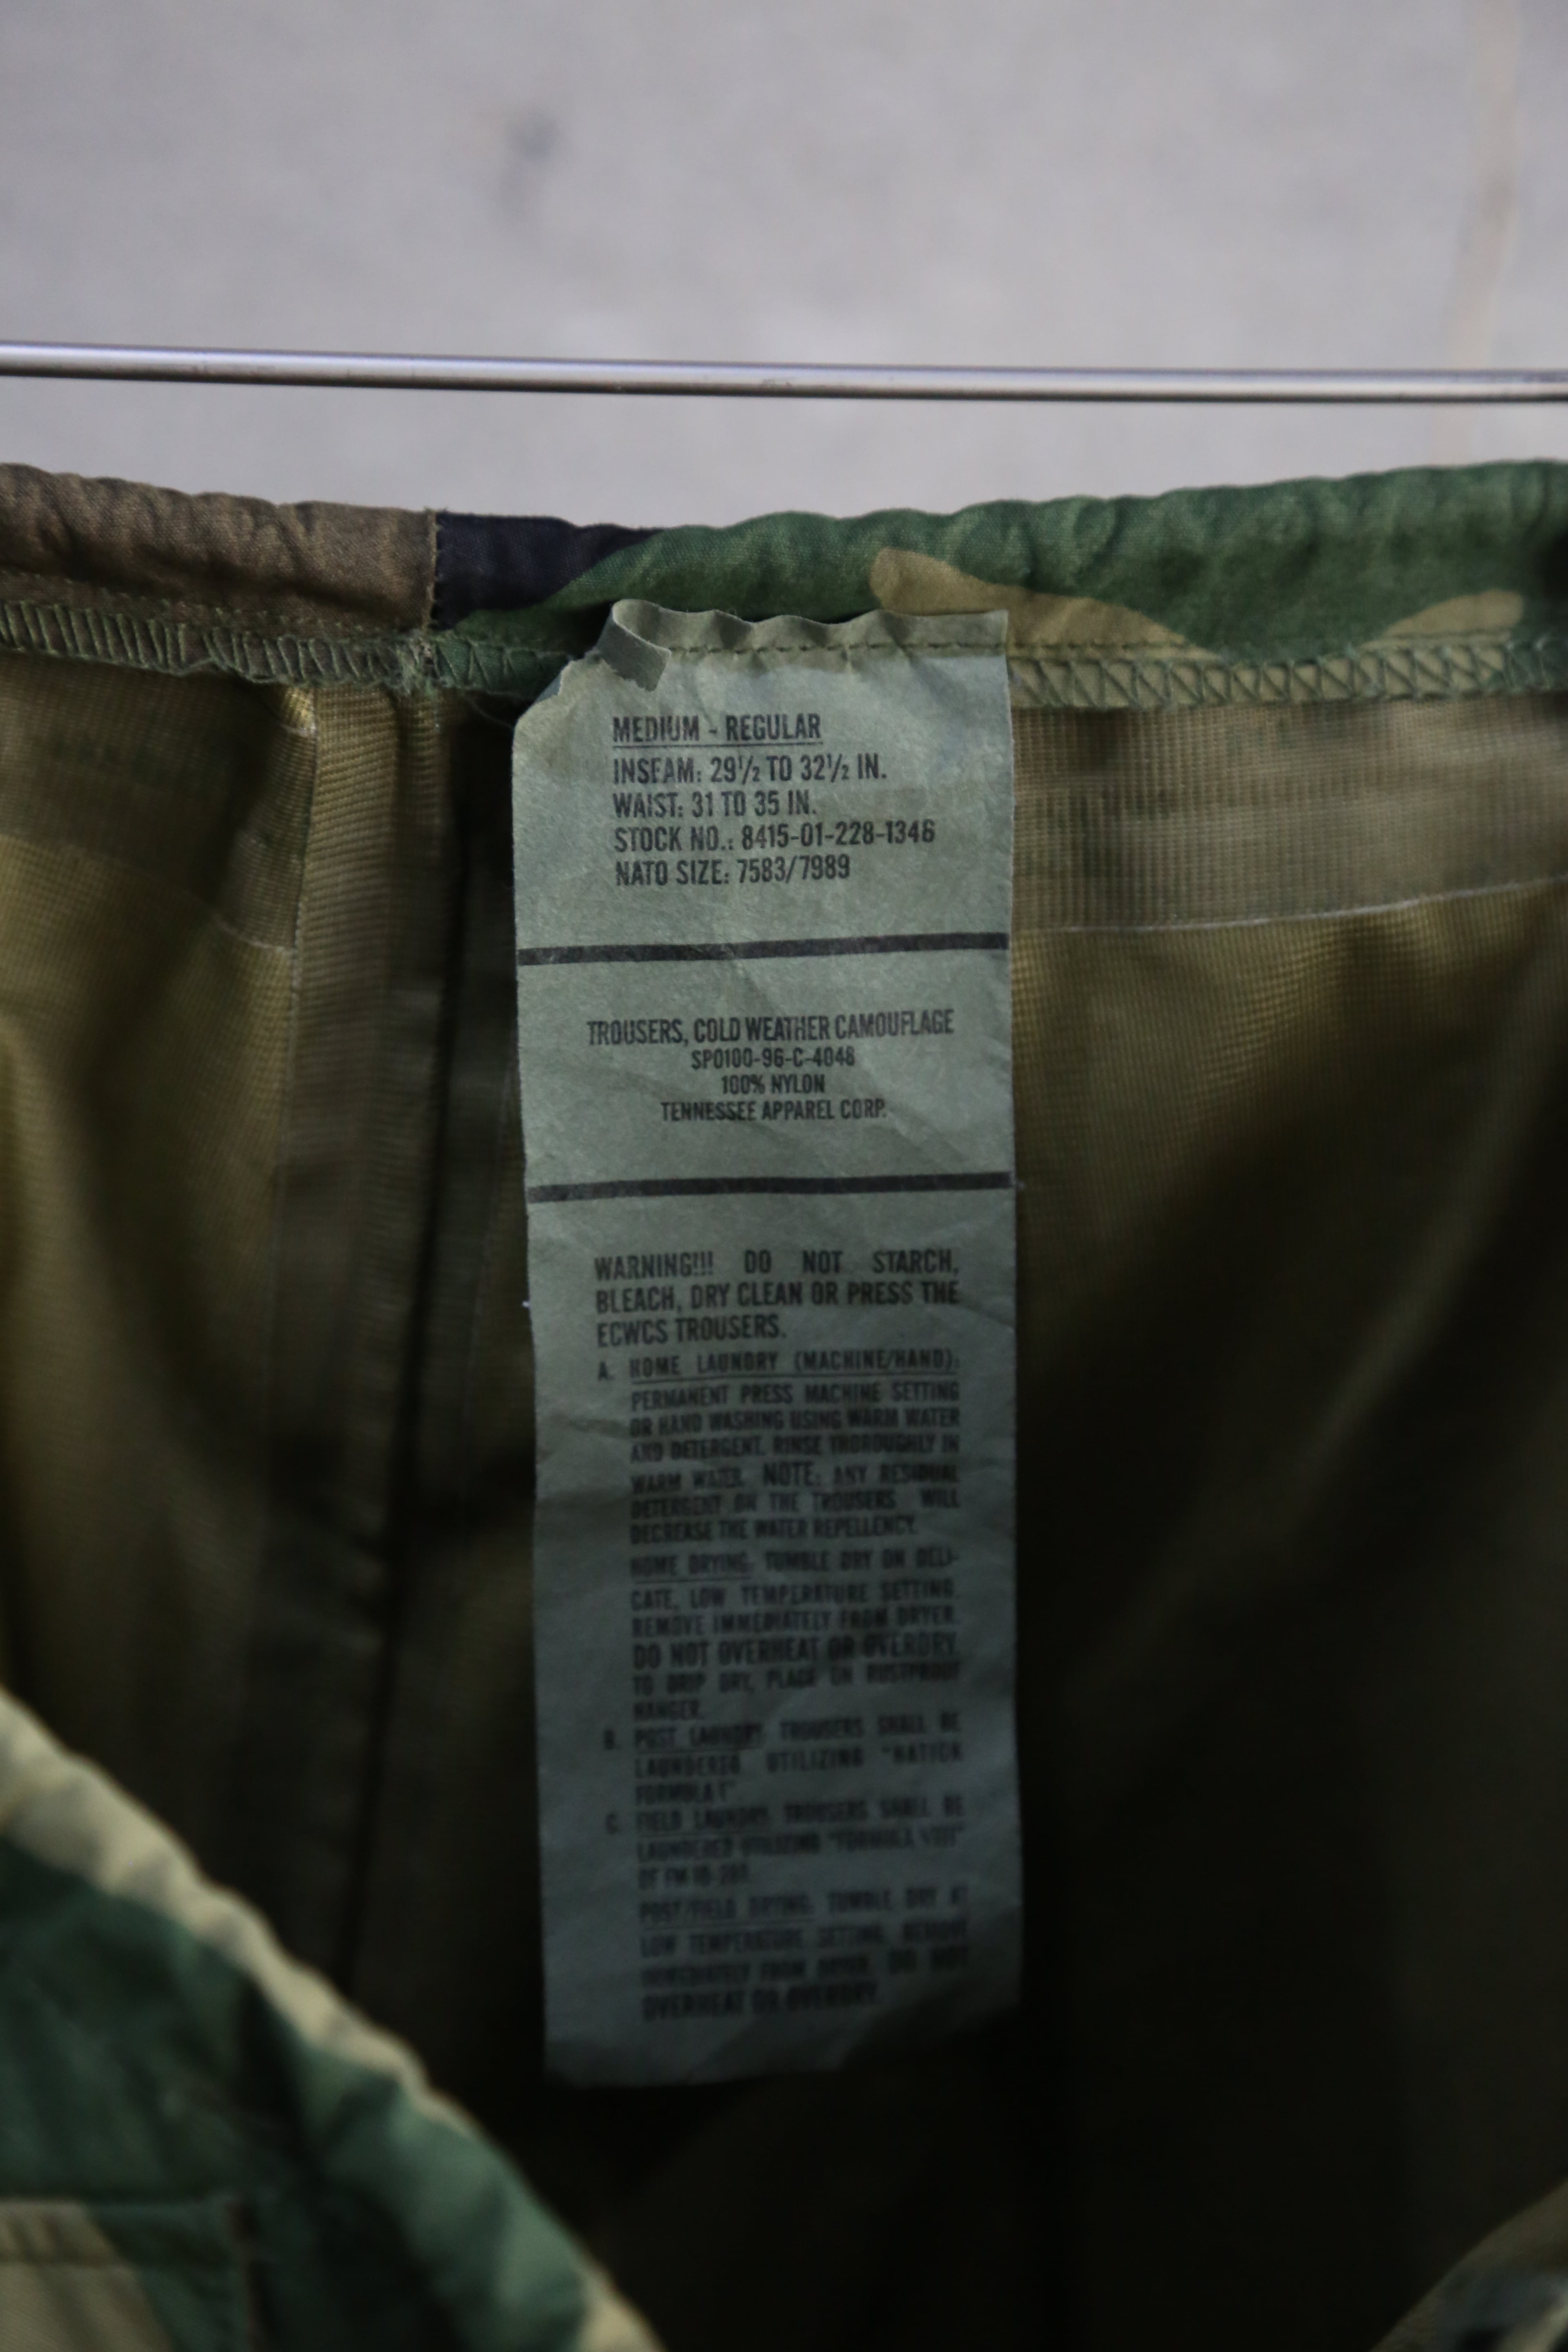 MEDIUM - REGULAR
INSEAM: 29½ TO 32½ IN.
WAIST: 31 TO 35 IN.
STOCK NO.: 8415-01-228-1346
NATO SIZE: 7583/7989
TROUSERS, COLD WEATHER CAMOUFLAGE
SP0100-96-C-4048
100% NYLON
TENNESSEE APPAREL CORP.
WARNING!!! DO NOT STARCH,
BLEACH, DRY CLEAN OR PRESS THE
ECWCS TROUSERS.
A. HOME LAUNDRY (MACHINE/HAND):
PERMANENT PRESS MACHINE SETTING
OR HAND WASHING USING WARM WATER
AND DETERGENT. RINSE THOROUGHLY IN
WARM WATER. NOTE: ANY RESIDUAL
DETERGENT ON THE TROUSERS WILL
DECREASE THE WATER REPELLENCY.
HOME DRYING: TUMBLE DRY ON DELI-
CATE, LOW TEMPERATURE SETTING.
REMOVE IMMEDIATELY FROM DRYER.
DO NOT OVERHEAT OR OVERDRY.
TO DRIP DRY, PLACE ON RUSTPROOF
HANGER.
B. POST LAUNDRY: TROUSERS SHALL BE
LAUNDERED UTILIZING "NATICK
FORMULA I"
C. FIELD LAUNDRY: TROUSERS SHALL BE
LAUNDERED UTILIZING "FORMULA
OF FM
POST/FIELD DRYING: TUMBLE DRY AT
LOW TEMPERATURE SETTING, REMOVE
IMMEDIATELY FROM DRYER. DO NOT
OVERHEAT OR OVERDRY.